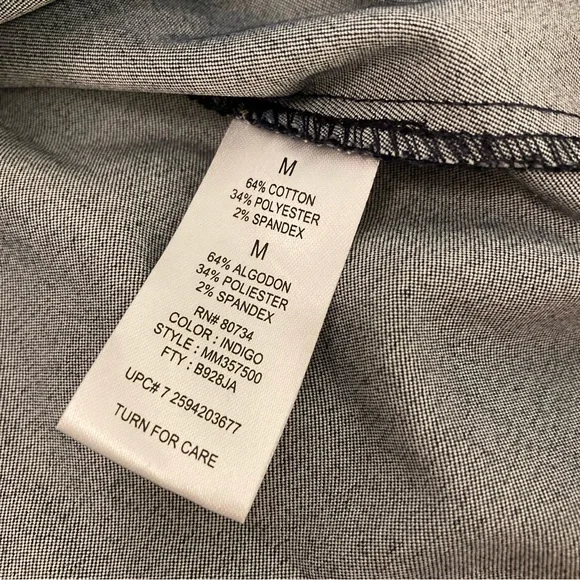 M
64% COTTON
34% POLYESTER
2% SPANDEX
M
64% ALGODON
34% POLIESTER
2% SPANDEX
RN# 80734
COLOR : INDIGO
STYLE : MM357500
FTY : B928JA
UPC# 7 2594203677
TURN FOR CARE